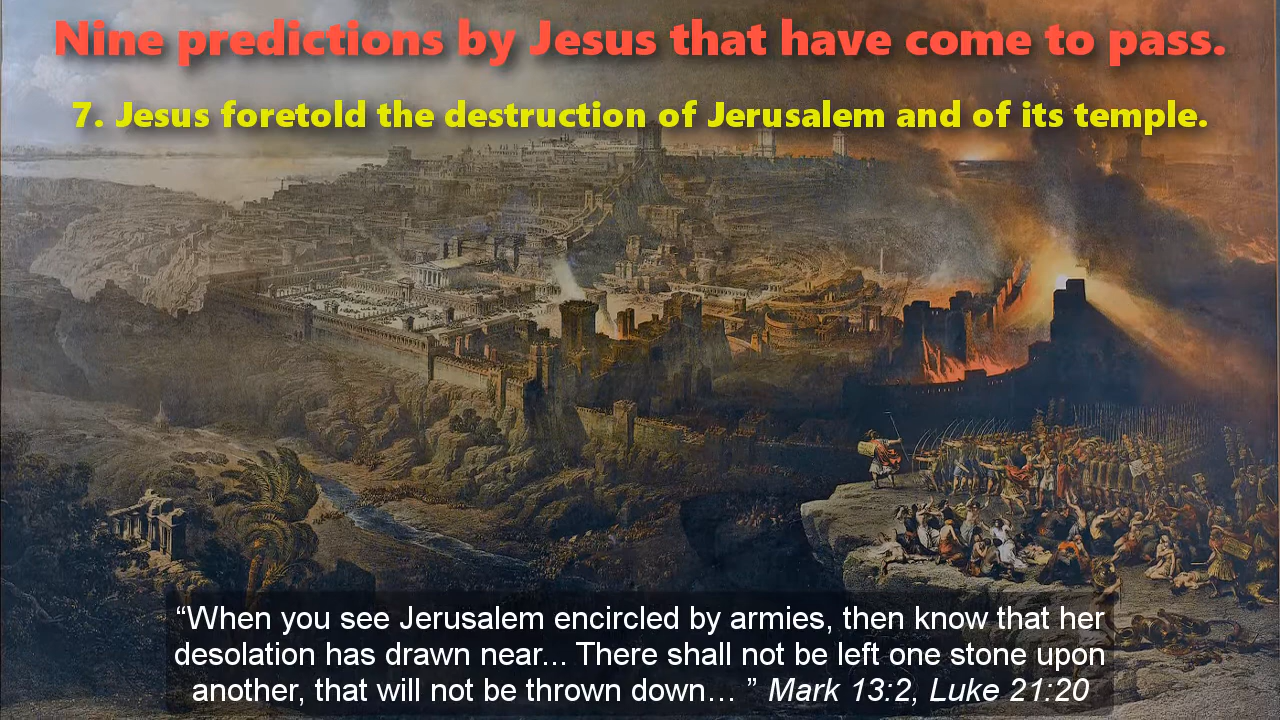 Nine predictions by Jesus that have come to pass.
7. Jesus foretold the destruction of Jerusalem and of its temple.
“When you see Jerusalem encircled by armies, then know that her
desolation has drawn near... There shall not be left one stone upon
another, that will not be thrown down… ” Mark 13:2, Luke 21:20